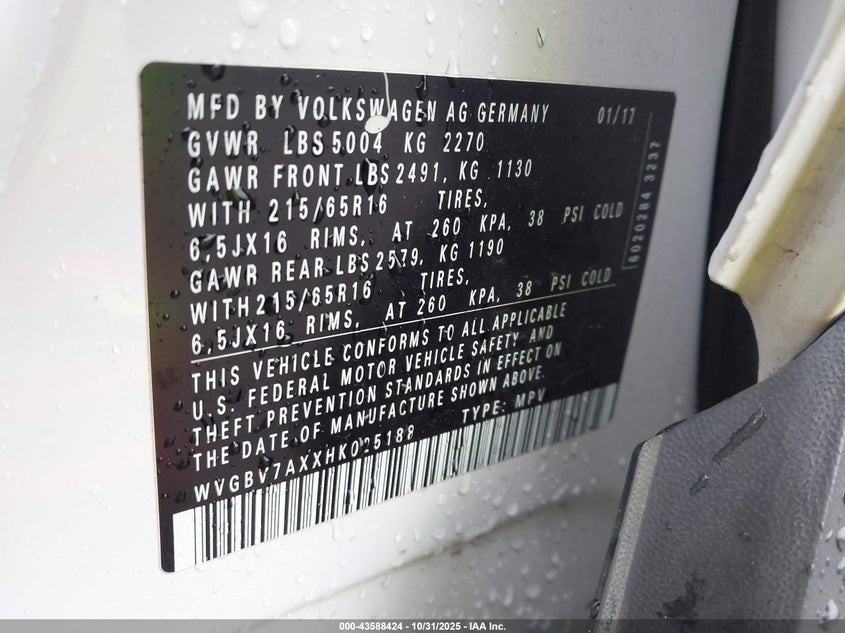 MFD BY VOLKSWAGEN AG GERMANY 01/17
GVWR LBS 5004 KG 2270
GAWR FRONT LBS 2491, KG 1130
WITH 215/65R16 TIRES,
6,5JX16 RIMS, AT 260 KPA, 38 PSI COLD
GAWR REAR LBS 2579, KG 1190
WITH 215/65R16 TIRES,
6,5JX16 RIMS, AT 260 KPA, 38 PSI COLD
THIS VEHICLE CONFORMS TO ALL APPLICABLE
U.S. FEDERAL MOTOR VEHICLE SAFETY AND
THEFT PREVENTION STANDARDS IN EFFECT ON
THE DATE OF MANUFACTURE SHOWN ABOVE.
WVGBV7AXXHK025188 TYPE: MPV
6020284 3237
000-43588424 - 10/31/2025 - IAA Inc.